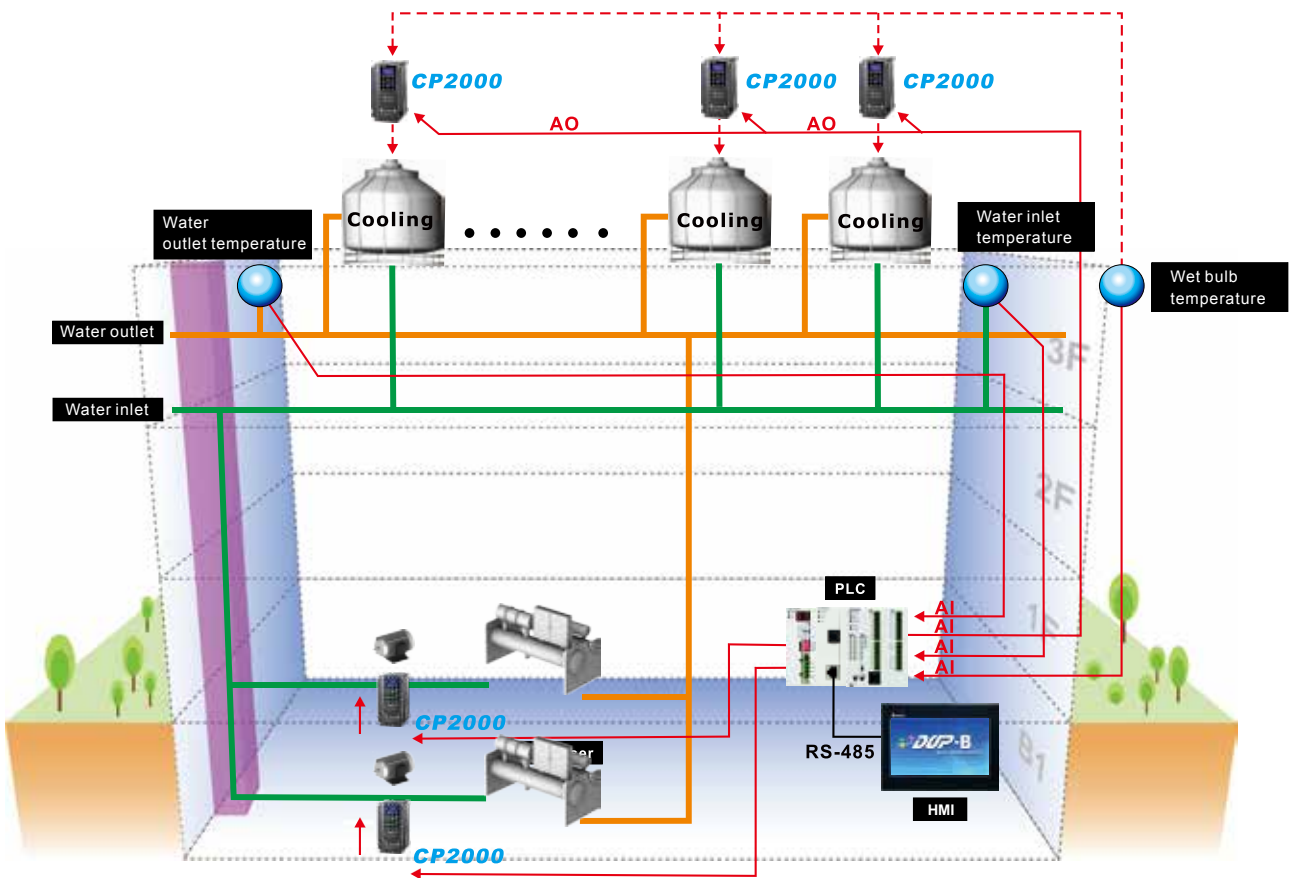 CP2000
CP2000
CP2000
AO
AO
Cooling
Cooling
Cooling
Water
outlet temperature
Water inlet
temperature
Wet bulb
temperature
Water outlet
Water inlet
3F
2F
1F
B1
PLC
AI
AI
AI
AI
CP2000
RS-485
DOP-B
HMI
CP2000